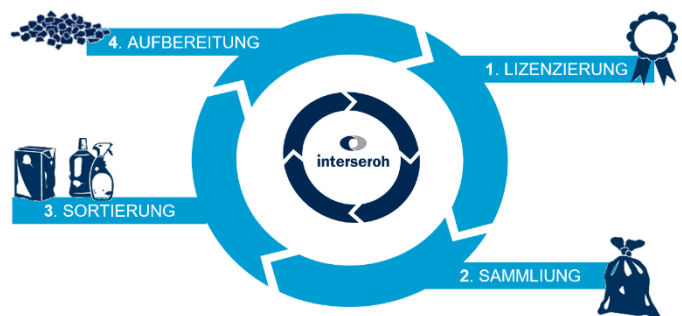 4. AUFBEREITUNG
1. LIZENZIERUNG
interseroh
3. SORTIERUNG
2. SAMMLIUNG